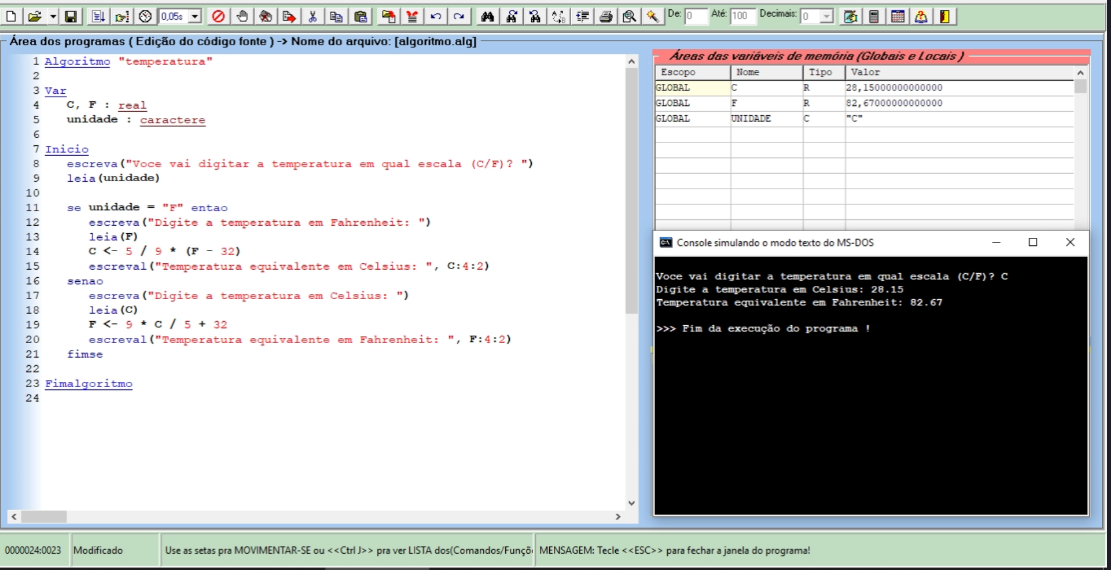 0,05s De: 0 Até: 100 Decimais: 0
Área dos programas ( Edição do código fonte ) -> Nome do arquivo: [algoritmo.alg]
1 Algoritmo "temperatura"
2
3 Var
4 C, F : real
5 unidade : caractere
6
7 Inicio
8 escreva("Voce vai digitar a temperatura em qual escala (C/F)? ")
9 leia(unidade)
10
11 se unidade = "F" entao
12 escreva("Digite a temperatura em Fahrenheit: ")
13 leia(F)
14 C <- 5 / 9 * (F - 32)
15 escreval("Temperatura equivalente em Celsius: ", C:4:2)
16 senao
17 escreva("Digite a temperatura em Celsius: ")
18 leia(C)
19 F <- 9 * C / 5 + 32
20 escreval("Temperatura equivalente em Fahrenheit: ", F:4:2)
21 fimse
22
23 Fimalgoritmo
24
Áreas das variáveis de memória (Globais e Locais )
Escopo Nome Tipo Valor
GLOBAL C R 28,15000000000000
GLOBAL F R 82,67000000000000
GLOBAL UNIDADE C "C"
Console simulando o modo texto do MS-DOS
Voce vai digitar a temperatura em qual escala (C/F)? C
Digite a temperatura em Celsius: 28.15
Temperatura equivalente em Fahrenheit: 82.67
>>> Fim da execução do programa !
0000024:0023 Modificado Use as setas pra MOVIMENTAR-SE ou <<Ctrl J>> pra ver LISTA dos(Comandos/Funçõ MENSAGEM: Tecle <<ESC>> para fechar a janela do programa!